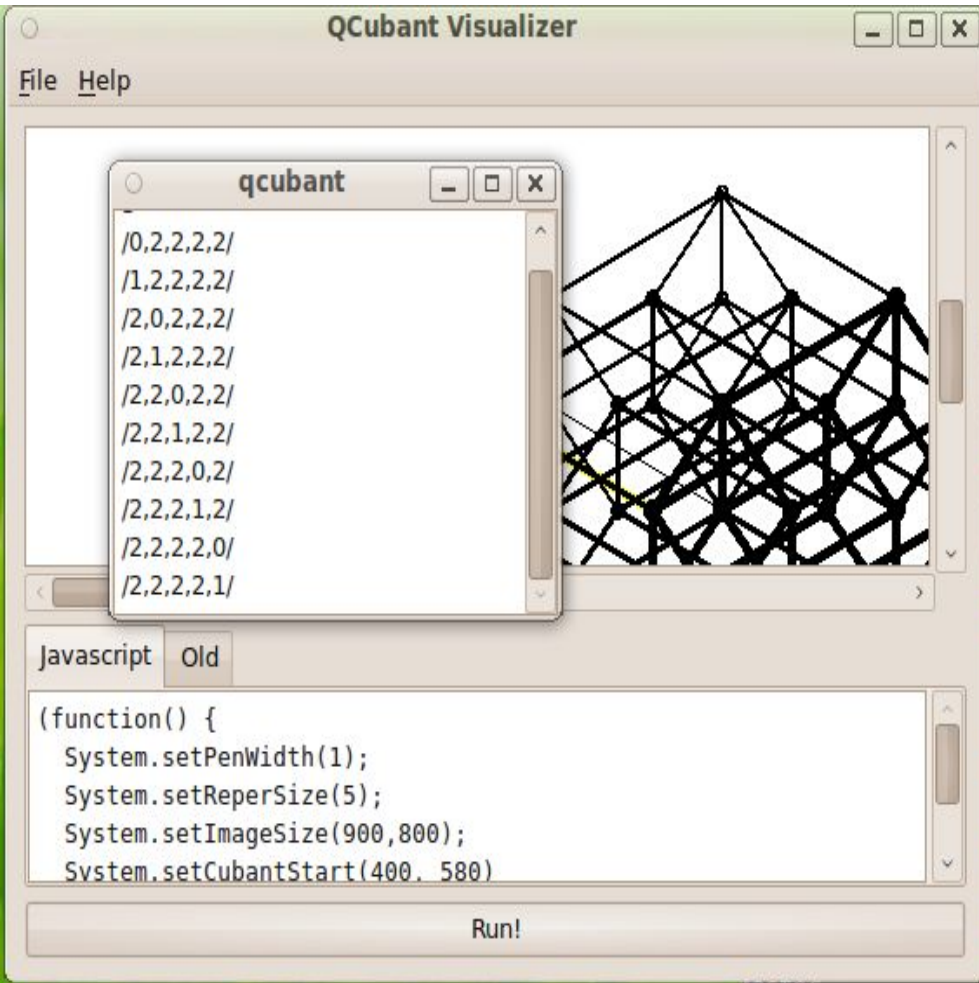 QCubant Visualizer
File Help
qcubant
/0,2,2,2,2/
/1,2,2,2,2/
/2,0,2,2,2/
/2,1,2,2,2/
/2,2,0,2,2/
/2,2,1,2,2/
/2,2,2,0,2/
/2,2,2,1,2/
/2,2,2,2,0/
/2,2,2,2,1/
Javascript Old
(function() {
System.setPenWidth(1);
System.setReperSize(5);
System.setImageSize(900,800);
System.setCubantStart(400, 580)
Run!